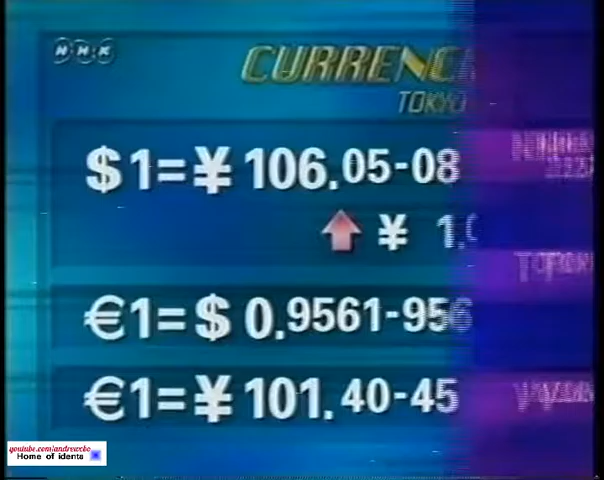 NHK
CURRENC
TOKYO
$1=¥106.05-08
¥ 1.
€1=$0.9561-956
€1=¥101.40-45
youtube.com/andrewcbo
Home of idents